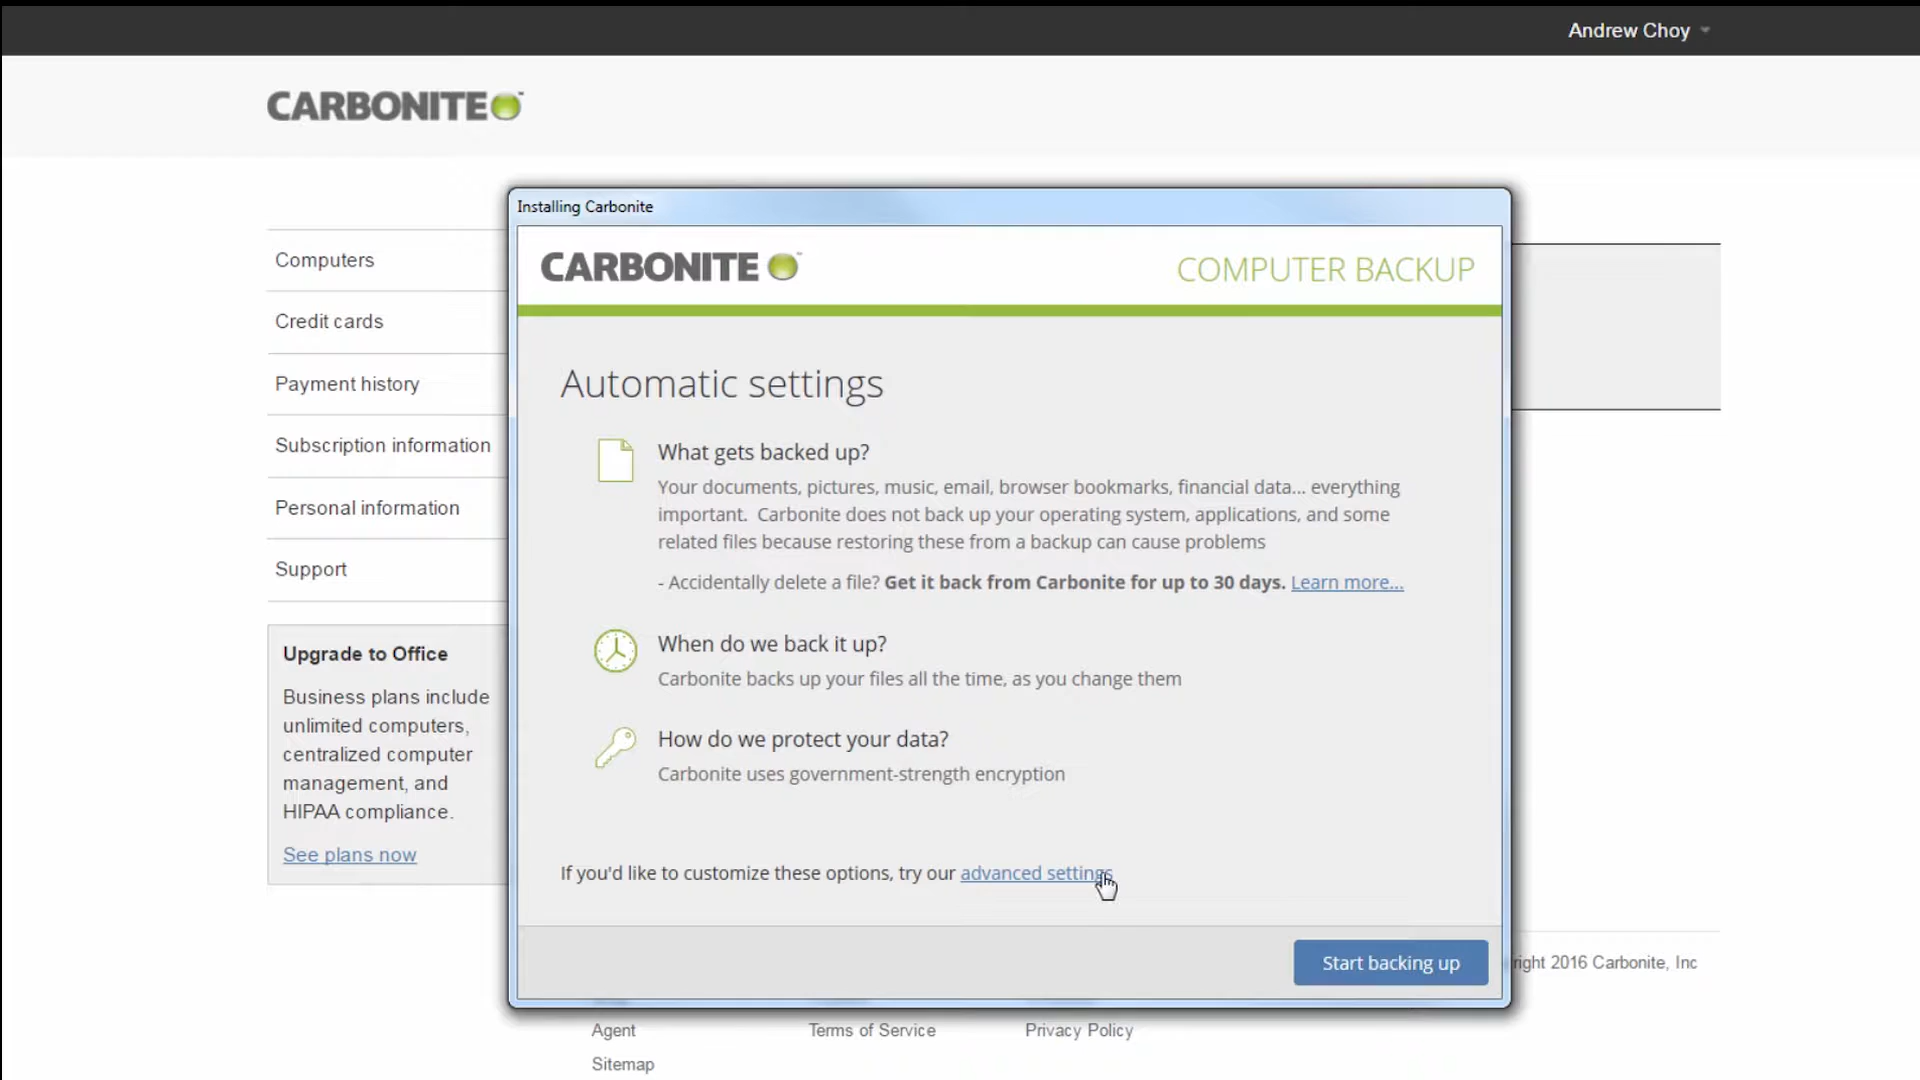 Andrew Choy
CARBONITE
Computers
Credit cards
Payment history
Subscription information
Personal information
Support
Upgrade to Office
Business plans include
unlimited computers,
centralized computer
management, and
HIPAA compliance.
See plans now
Installing Carbonite
CARBONITE
COMPUTER BACKUP
Automatic settings
What gets backed up?
Your documents, pictures, music, email, browser bookmarks, financial data... everything
important. Carbonite does not back up your operating system, applications, and some
related files because restoring these from a backup can cause problems
- Accidentally delete a file? Get it back from Carbonite for up to 30 days. Learn more...
When do we back it up?
Carbonite backs up your files all the time, as you change them
How do we protect your data?
Carbonite uses government-strength encryption
If you'd like to customize these options, try our advanced settings
Start backing up
right 2016 Carbonite, Inc
Agent
Terms of Service
Privacy Policy
Sitemap